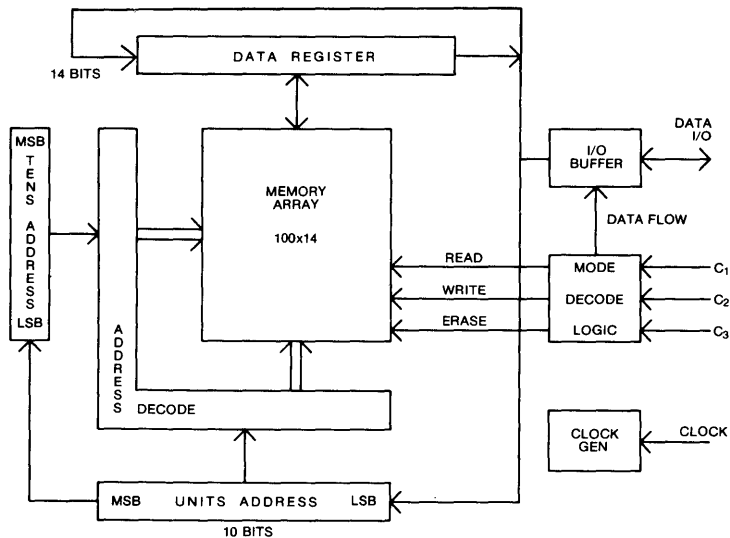 DATA REGISTER
14 BITS
MSB
TENS ADDRESS
LSB
ADDRESS
DECODE
MEMORY
ARRAY
100x14
I/O
BUFFER
DATA
I/O
DATA FLOW
READ
WRITE
ERASE
MODE
DECODE
LOGIC
C1
C2
C3
CLOCK
GEN
CLOCK
MSB UNITS ADDRESS LSB
10 BITS